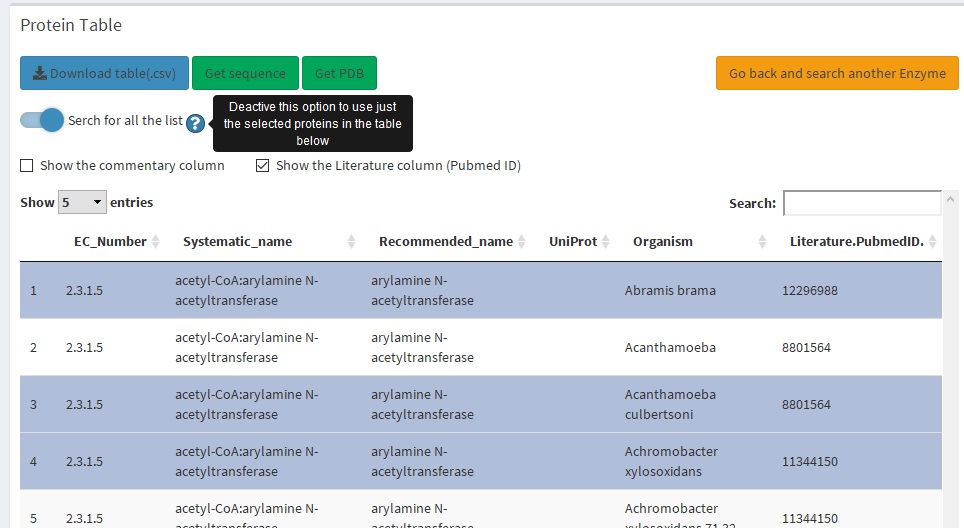 Protein Table
Download table(.csv) Get sequence Get PDB Go back and search another Enzyme
Serch for all the list ? Deactive this option to use just
the selected proteins in the table
below
Show the commentary column Show the Literature column (Pubmed ID)
Show 5 entries Search:
EC_Number Systematic_name Recommended_name UniProt Organism Literature.PubmedID.
1 2.3.1.5 acetyl-CoA:arylamine N- arylamine N- Abramis brama 12296988
acetyltransferase acetyltransferase
2 2.3.1.5 acetyl-CoA:arylamine N- arylamine N- Acanthamoeba 8801564
acetyltransferase acetyltransferase
3 2.3.1.5 acetyl-CoA:arylamine N- arylamine N- Acanthamoeba 8801564
acetyltransferase acetyltransferase culbertsoni
4 2.3.1.5 acetyl-CoA:arylamine N- arylamine N- Achromobacter 11344150
acetyltransferase acetyltransferase xylosoxidans
5 2.3.1.5 acetyl-CoA:arylamine N- arylamine N- Achromobacter 11344150
acetyltransferase acetyltransferase xylosoxidans